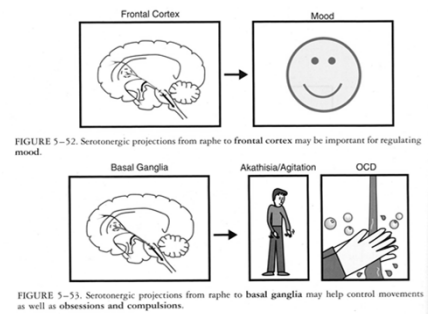 Frontal Cortex
Mood
FIGURE 5–52. Serotonergic projections from raphe to frontal cortex may be important for regulating
mood.
Basal Ganglia
Akathisia/Agitation
OCD
FIGURE 5–53. Serotonergic projections from raphe to basal ganglia may help control movements
as well as obsessions and compulsions.